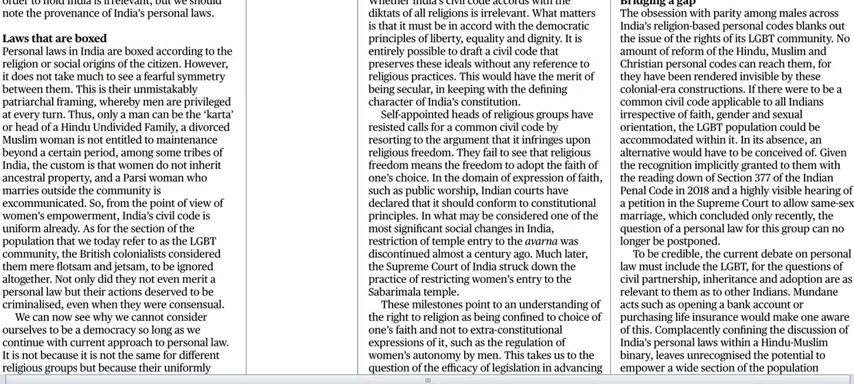 order to hold India is irrelevant, but we should
note the provenance of India's personal laws.
Laws that are boxed
Personal laws in India are boxed according to the
religion or social origins of the citizen. However,
it does not take much to see a fearful symmetry
between them. This is their unmistakably
patriarchal framing, whereby men are privileged
at every turn. Thus, only a man can be the 'karta'
or head of a Hindu Undivided Family, a divorced
Muslim woman is not entitled to maintenance
beyond a certain period, among some tribes of
India, the custom is that women do not inherit
ancestral property, and a Parsi woman who
marries outside the community is
excommunicated. So, from the point of view of
women's empowerment, India's civil code is
uniform already. As for the section of the
population that we today refer to as the LGBT
community, the British colonialists considered
them mere flotsam and jetsam, to be ignored
altogether. Not only did they not even merit a
personal law but their actions deserved to be
criminalised, even when they were consensual.
We can now see why we cannot consider
ourselves to be a democracy so long as we
continue with current approach to personal law.
It is not because it is not the same for different
religious groups but because their uniformly
Whether India's civil code accords with the
diktats of all religions is irrelevant. What matters
is that it must be in accord with the democratic
principles of liberty, equality and dignity. It is
entirely possible to draft a civil code that
preserves these ideals without any reference to
religious practices. This would have the merit of
being secular, in keeping with the defining
character of India's constitution.
Self-appointed heads of religious groups have
resisted calls for a common civil code by
resorting to the argument that it infringes upon
religious freedom. They fail to see that religious
freedom means the freedom to adopt the faith of
one's choice. In the domain of expression of faith,
such as public worship, Indian courts have
declared that it should conform to constitutional
principles. In what may be considered one of the
most significant social changes in India,
restriction of temple entry to the avarna was
discontinued almost a century ago. Much later,
the Supreme Court of India struck down the
practice of restricting women's entry to the
Sabarimala temple.
These milestones point to an understanding of
the right to religion as being confined to choice of
one's faith and not to extra-constitutional
expressions of it, such as the regulation of
women's autonomy by men. This takes us to the
question of the efficacy of legislation in advancing
Bridging a gap
The obsession with parity among males across
India's religion-based personal codes blanks out
the issue of the rights of its LGBT community. No
amount of reform of the Hindu, Muslim and
Christian personal codes can reach them, for
they have been rendered invisible by these
colonial-era constructions. If there were to be a
common civil code applicable to all Indians
irrespective of faith, gender and sexual
orientation, the LGBT population could be
accommodated within it. In its absence, an
alternative would have to be conceived of. Given
the recognition implicitly granted to them with
the reading down of Section 377 of the Indian
Penal Code in 2018 and a highly visible hearing of
a petition in the Supreme Court to allow same-sex
marriage, which concluded only recently, the
question of a personal law for this group can no
longer be postponed.
To be credible, the current debate on personal
law must include the LGBT, for the questions of
civil partnership, inheritance and adoption are as
relevant to them as to other Indians. Mundane
acts such as opening a bank account or
purchasing life insurance would make one aware
of this. Complacently confining the discussion of
India's personal laws within a Hindu-Muslim
binary, leaves unrecognised the potential to
empower a wide section of the population